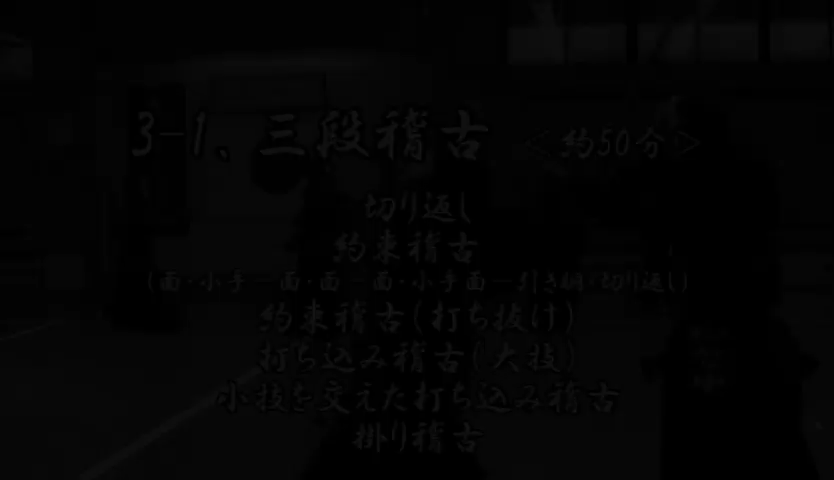 3-1、三段稽古 <約50分>
切り返し
約束稽古
(面・小手－面・面－面・小手面－引き胴・切り返し)
約束稽古(打ち抜け)
打ち込み稽古(大技)
小技を交えた打ち込み稽古
掛り稽古